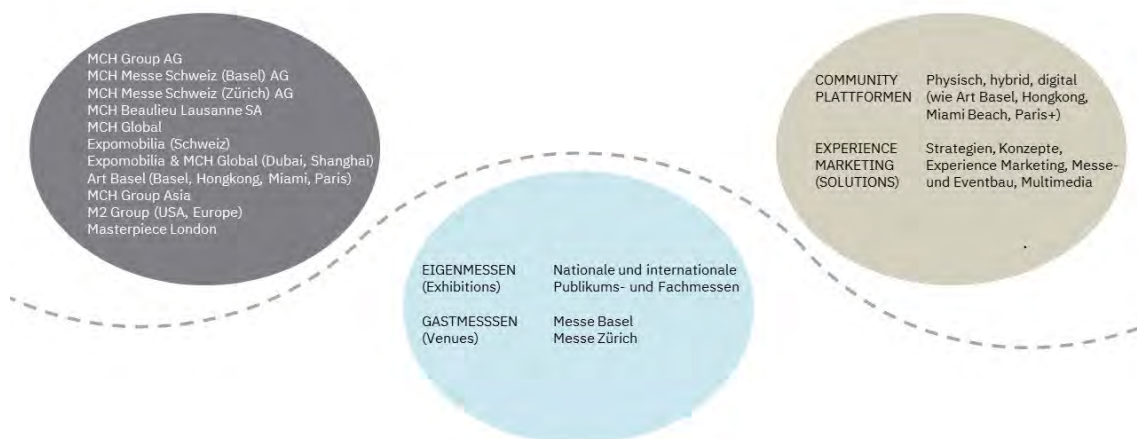 MCH Group AG
MCH Messe Schweiz (Basel) AG
MCH Messe Schweiz (Zürich) AG
MCH Beaulieu Lausanne SA
MCH Global
Expomobilia (Schweiz)
Expomobilia & MCH Global (Dubai, Shanghai)
Art Basel (Basel, Hongkong, Miami, Paris)
MCH Group Asia
M2 Group (USA, Europe)
Masterpiece London
EIGENMESSEN Nationale und internationale
(Exhibitions) Publikums- und Fachmessen
GASTMESSSEN Messe Basel
(Venues) Messe Zürich
COMMUNITY Physisch, hybrid, digital
PLATTFORMEN (wie Art Basel, Hongkong,
Miami Beach, Paris+)
EXPERIENCE Strategien, Konzepte,
MARKETING Experience Marketing, Messe-
(SOLUTIONS) und Eventbau, Multimedia
.